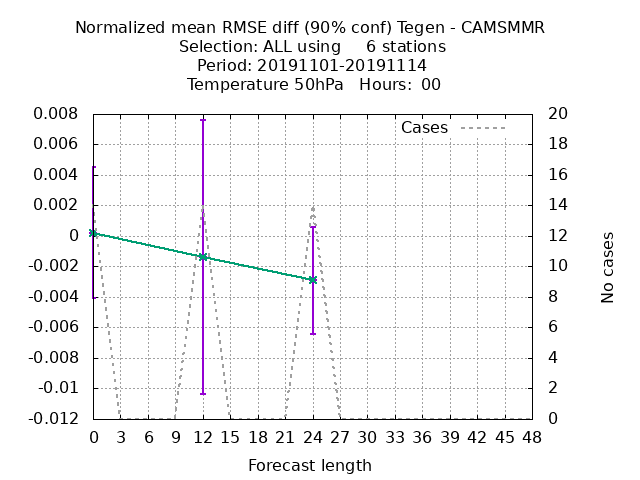 Normalized mean RMSE diff (90% conf) Tegen - CAMSMMR
Selection: ALL using     6 stations
Period: 20191101-20191114
Temperature 50hPa   Hours:  00
Cases
0.008
0.006
0.004
0.002
0
-0.002
-0.004
-0.006
-0.008
-0.01
-0.012
20
18
16
14
12
10
8
6
4
2
0
No cases
0 3 6 9 12 15 18 21 24 27 30 33 36 39 42 45 48
Forecast length